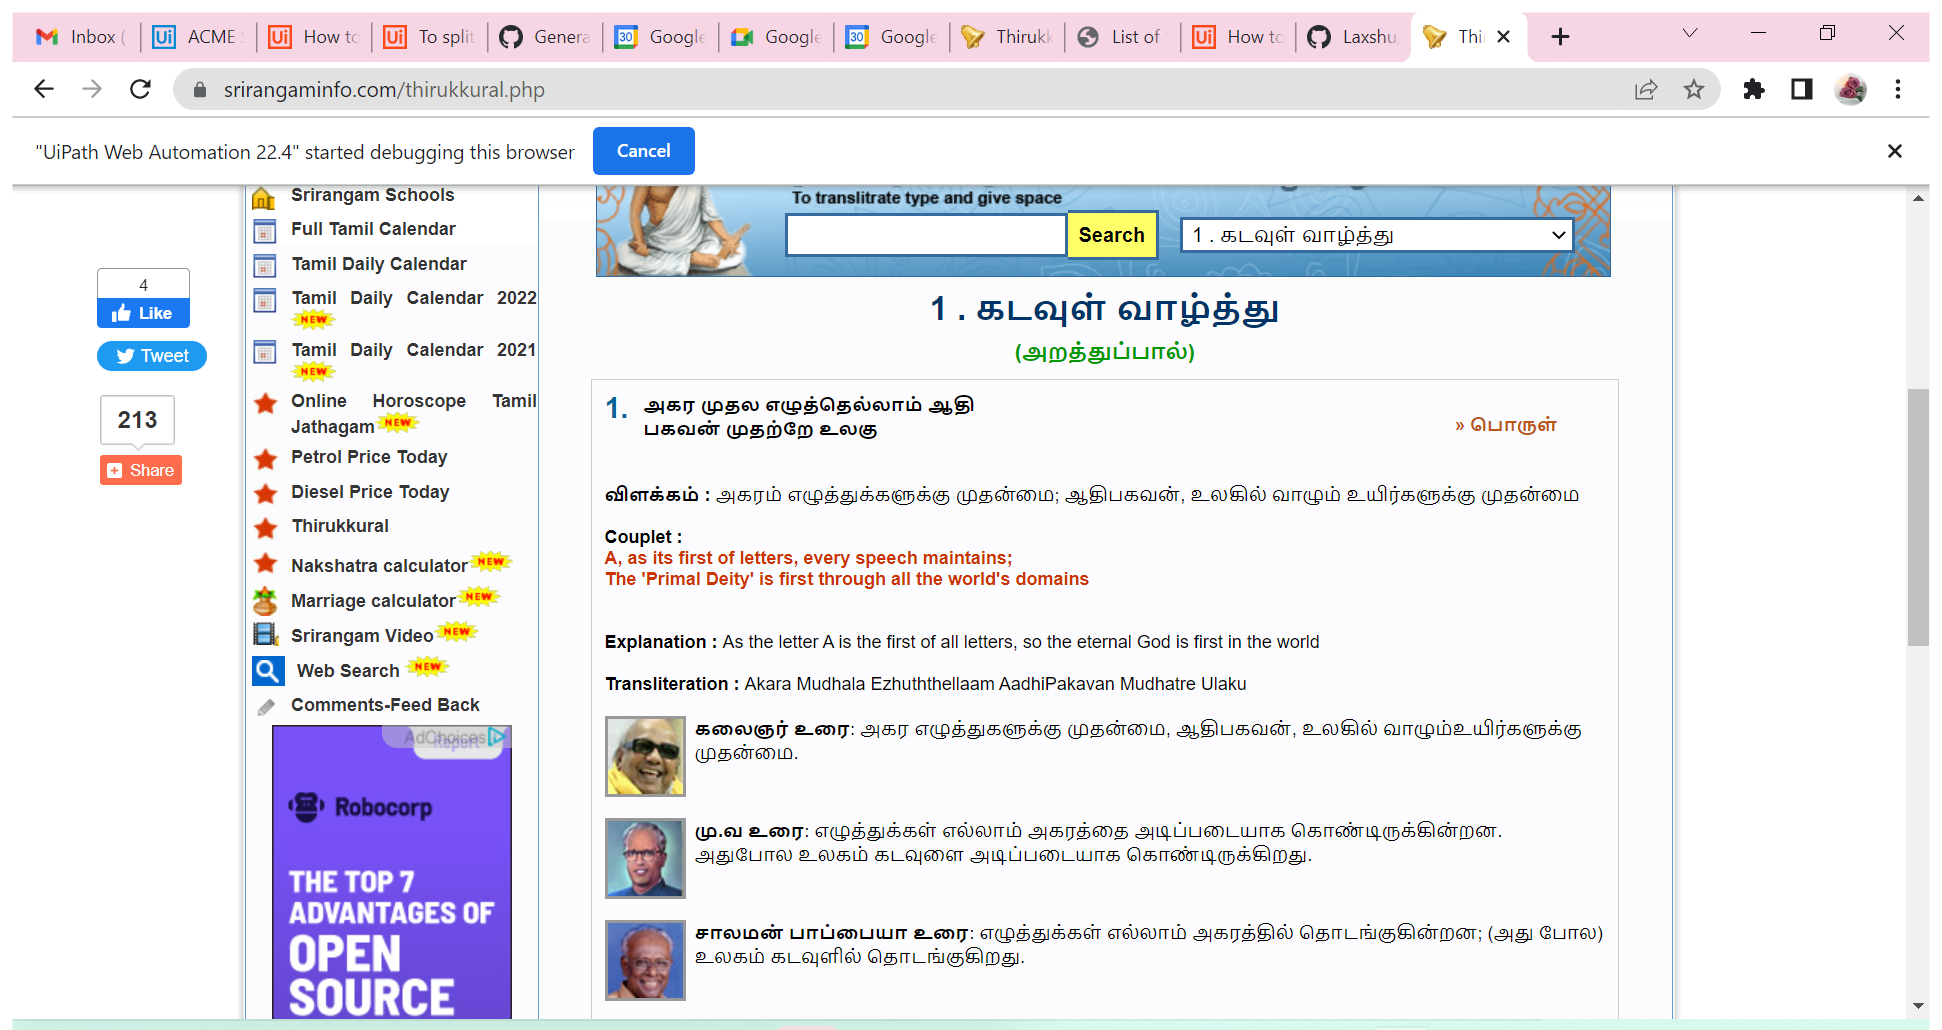 Inbox (
ACME S
How to
To split
Genera
Google
Google
Google
Thirukk
List of
How to
Laxshu
Thi
srirangaminfo.com/thirukkural.php
"UiPath Web Automation 22.4" started debugging this browser
Cancel
4
Like
Tweet
213
Share
Srirangam Schools
Full Tamil Calendar
Tamil Daily Calendar
Tamil Daily Calendar 2022
NEW
Tamil Daily Calendar 2021
NEW
Online Horoscope Tamil
Jathagam NEW
Petrol Price Today
Diesel Price Today
Thirukkural
Nakshatra calculator NEW
Marriage calculator NEW
Srirangam Video NEW
Web Search NEW
Comments-Feed Back
AdChoices
Report
Robocorp
THE TOP 7
ADVANTAGES OF
OPEN
SOURCE
To translitrate type and give space
Search
1 . கடவுள் வாழ்த்து
1 . கடவுள் வாழ்த்து
(அறத்துப்பால்)
1. அகர முதல எழுத்தெல்லாம் ஆதி
பகவன் முதற்றே உலகு
» பொருள்
விளக்கம் : அகரம் எழுத்துக்களுக்கு முதன்மை; ஆதிபகவன், உலகில் வாழும் உயிர்களுக்கு முதன்மை
Couplet :
A, as its first of letters, every speech maintains;
The 'Primal Deity' is first through all the world's domains
Explanation : As the letter A is the first of all letters, so the eternal God is first in the world
Transliteration : Akara Mudhala Ezhuththellaam AadhiPakavan Mudhatre Ulaku
கலைஞர் உரை: அகர எழுத்துகளுக்கு முதன்மை, ஆதிபகவன், உலகில் வாழும்உயிர்களுக்கு
முதன்மை.
மு.வ உரை: எழுத்துக்கள் எல்லாம் அகரத்தை அடிப்படையாக கொண்டிருக்கின்றன.
அதுபோல உலகம் கடவுளை அடிப்படையாக கொண்டிருக்கிறது.
சாலமன் பாப்பையா உரை: எழுத்துக்கள் எல்லாம் அகரத்தில் தொடங்குகின்றன; (அது போல)
உலகம் கடவுளில் தொடங்குகிறது.